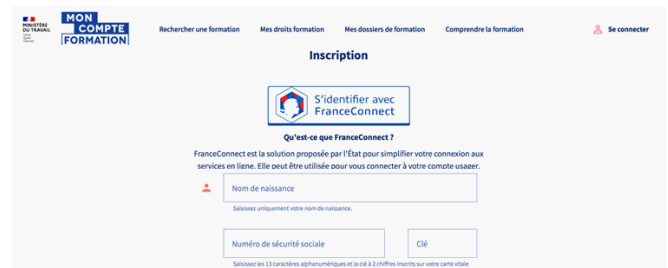 MINISTÈRE
DU TRAVAIL
MON
COMPTE
FORMATION
Rechercher une formation
Mes droits formation
Mes dossiers de formation
Comprendre la formation
Se connecter
Inscription
S'identifier avec
FranceConnect
Qu'est-ce que FranceConnect ?
FranceConnect est la solution proposée par l'État pour simplifier votre connexion aux
services en ligne. Elle peut être utilisée pour vous connecter à votre compte usager.
Nom de naissance
Saisissez uniquement votre nom de naissance.
Numéro de sécurité sociale
Clé
Saisissez les 13 caractères alphanumériques et la clé à 2 chiffres inscrits sur votre carte vitale